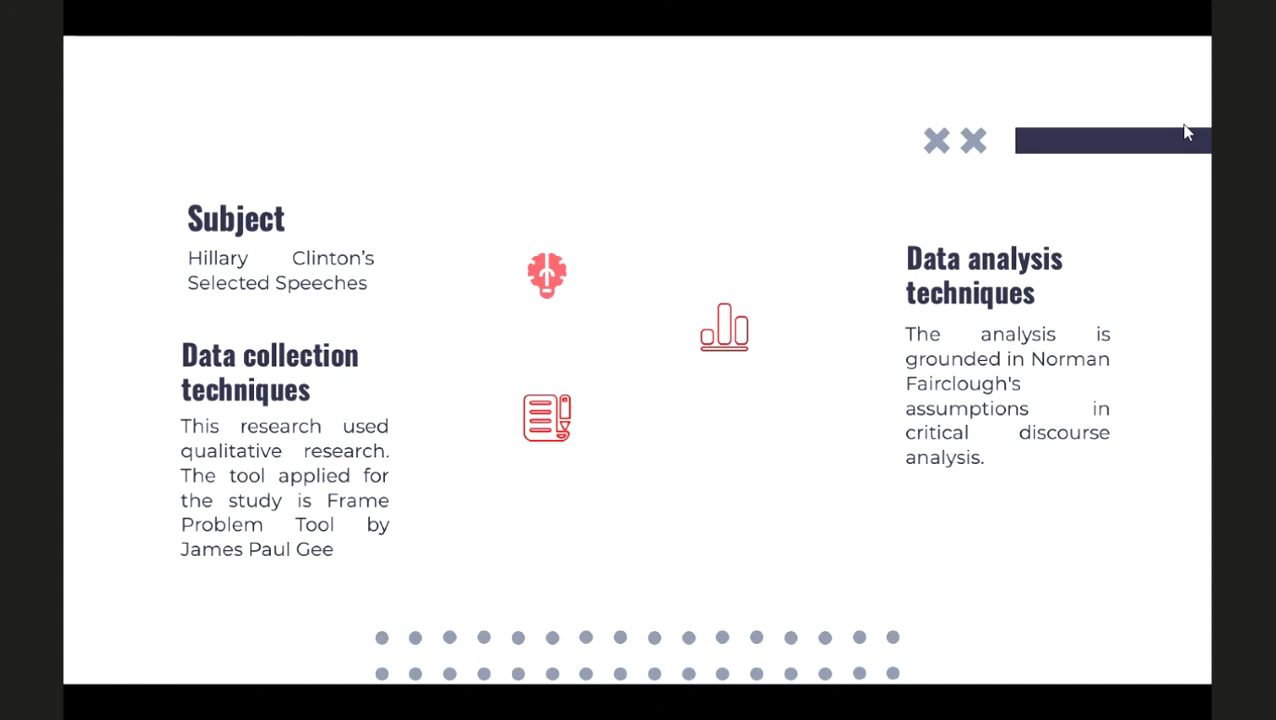 Subject
Hillary Clinton’s
Selected Speeches
Data collection
techniques
This research used
qualitative research.
The tool applied for
the study is Frame
Problem Tool by
James Paul Gee
Data analysis
techniques
The analysis is
grounded in Norman
Fairclough's
assumptions in
critical discourse
analysis.